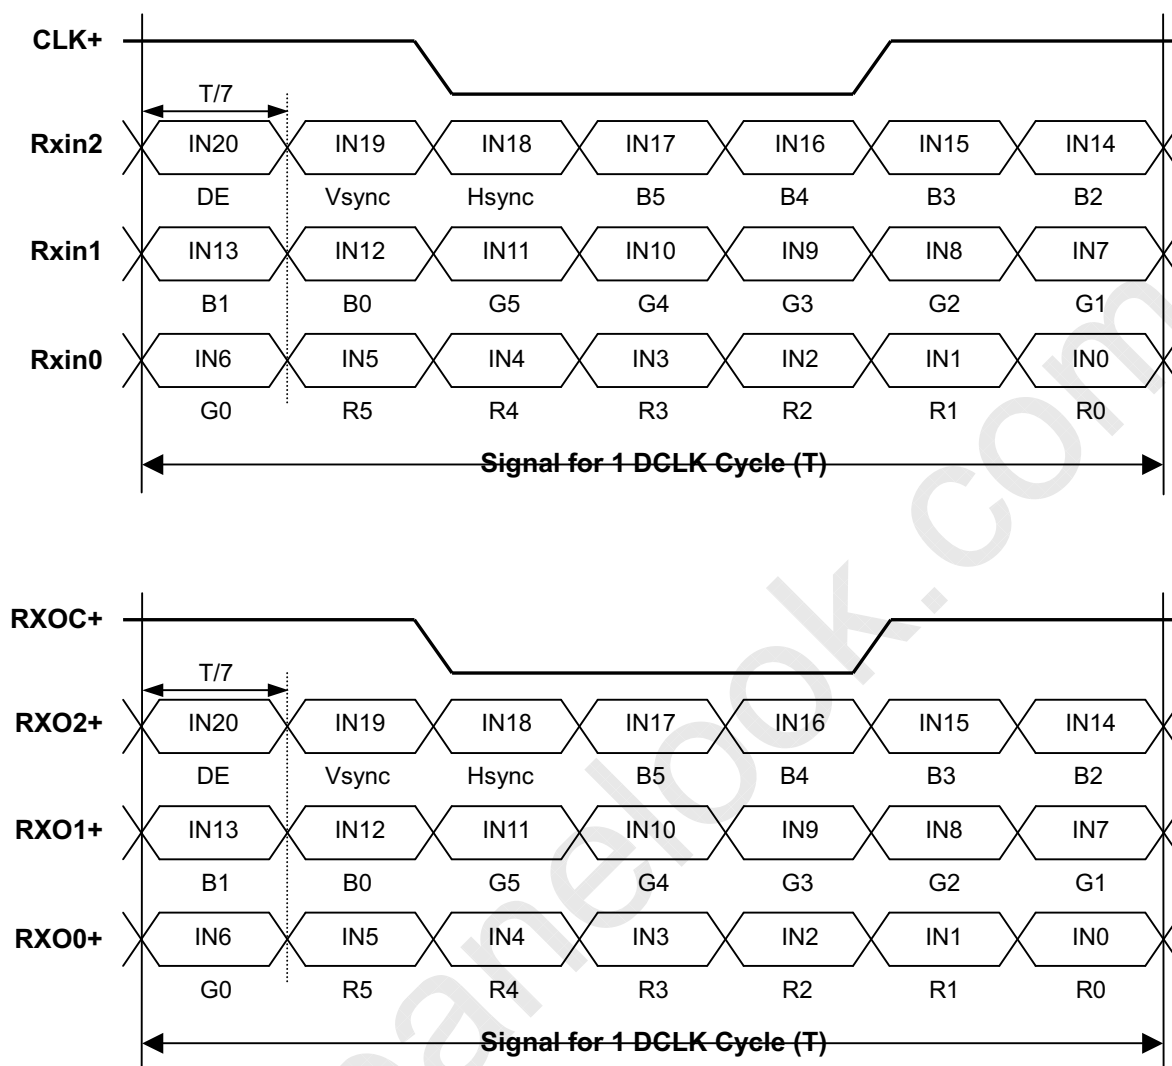 CLK+
T/7
Rxin2 IN20 IN19 IN18 IN17 IN16 IN15 IN14
DE Vsync Hsync B5 B4 B3 B2
Rxin1 IN13 IN12 IN11 IN10 IN9 IN8 IN7
B1 B0 G5 G4 G3 G2 G1
Rxin0 IN6 IN5 IN4 IN3 IN2 IN1 IN0
G0 R5 R4 R3 R2 R1 R0
Signal for 1 DCLK Cycle (T)
RXOC+
T/7
RXO2+ IN20 IN19 IN18 IN17 IN16 IN15 IN14
DE Vsync Hsync B5 B4 B3 B2
RXO1+ IN13 IN12 IN11 IN10 IN9 IN8 IN7
B1 B0 G5 G4 G3 G2 G1
RXO0+ IN6 IN5 IN4 IN3 IN2 IN1 IN0
G0 R5 R4 R3 R2 R1 R0
Signal for 1 DCLK Cycle (T)
panelook.com